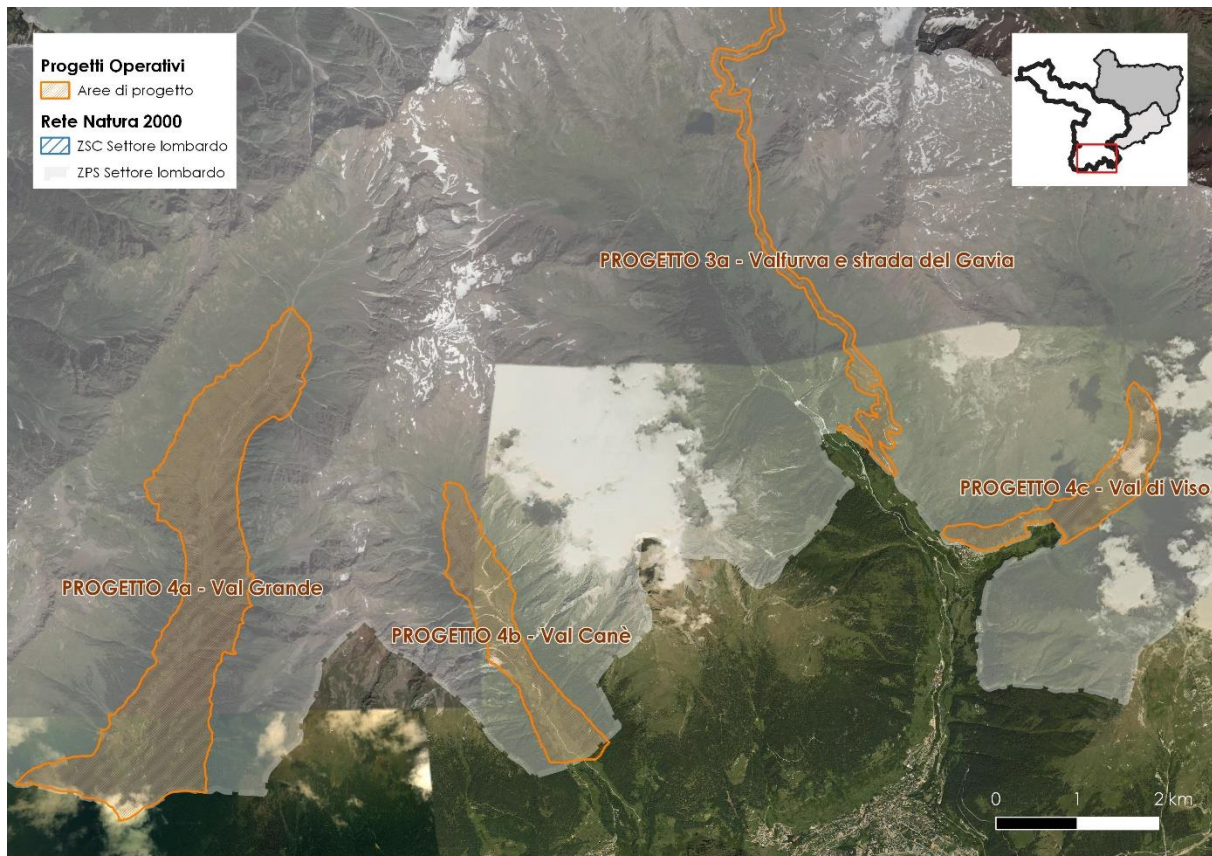 Progetti Operativi
Aree di progetto
Rete Natura 2000
ZSC Settore lombardo
ZPS Settore lombardo
PROGETTO 3a - Valfurva e strada del Gavia
PROGETTO 4c - Val di Viso
PROGETTO 4a - Val Grande
PROGETTO 4b - Val Canè
0 1 2 km